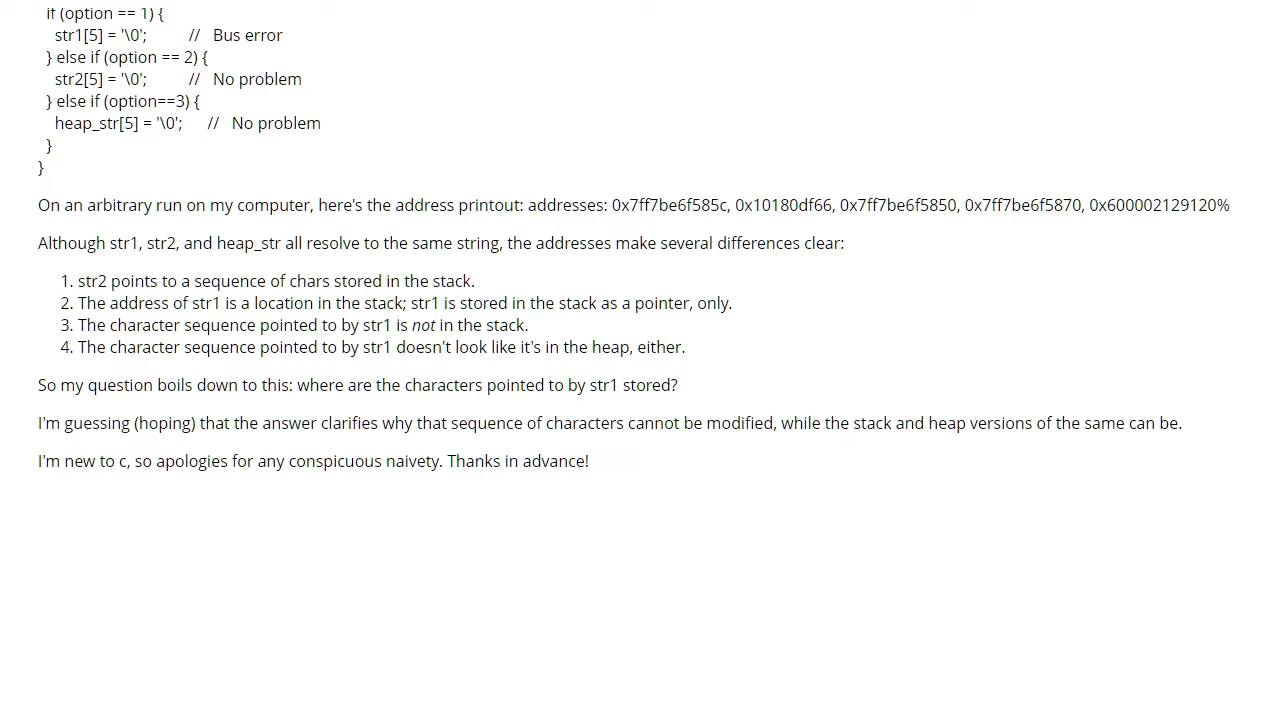 if (option == 1) {
str1[5] = '\0'; // Bus error
} else if (option == 2) {
str2[5] = '\0'; // No problem
} else if (option==3) {
heap_str[5] = '\0'; // No problem
}
}
On an arbitrary run on my computer, here's the address printout: addresses: 0x7ff7be6f585c, 0x10180df66, 0x7ff7be6f5850, 0x7ff7be6f5870, 0x600002129120%
Although str1, str2, and heap_str all resolve to the same string, the addresses make several differences clear:
1. str2 points to a sequence of chars stored in the stack.
2. The address of str1 is a location in the stack; str1 is stored in the stack as a pointer, only.
3. The character sequence pointed to by str1 is not in the stack.
4. The character sequence pointed to by str1 doesn't look like it's in the heap, either.
So my question boils down to this: where are the characters pointed to by str1 stored?
I'm guessing (hoping) that the answer clarifies why that sequence of characters cannot be modified, while the stack and heap versions of the same can be.
I'm new to c, so apologies for any conspicuous naivety. Thanks in advance!